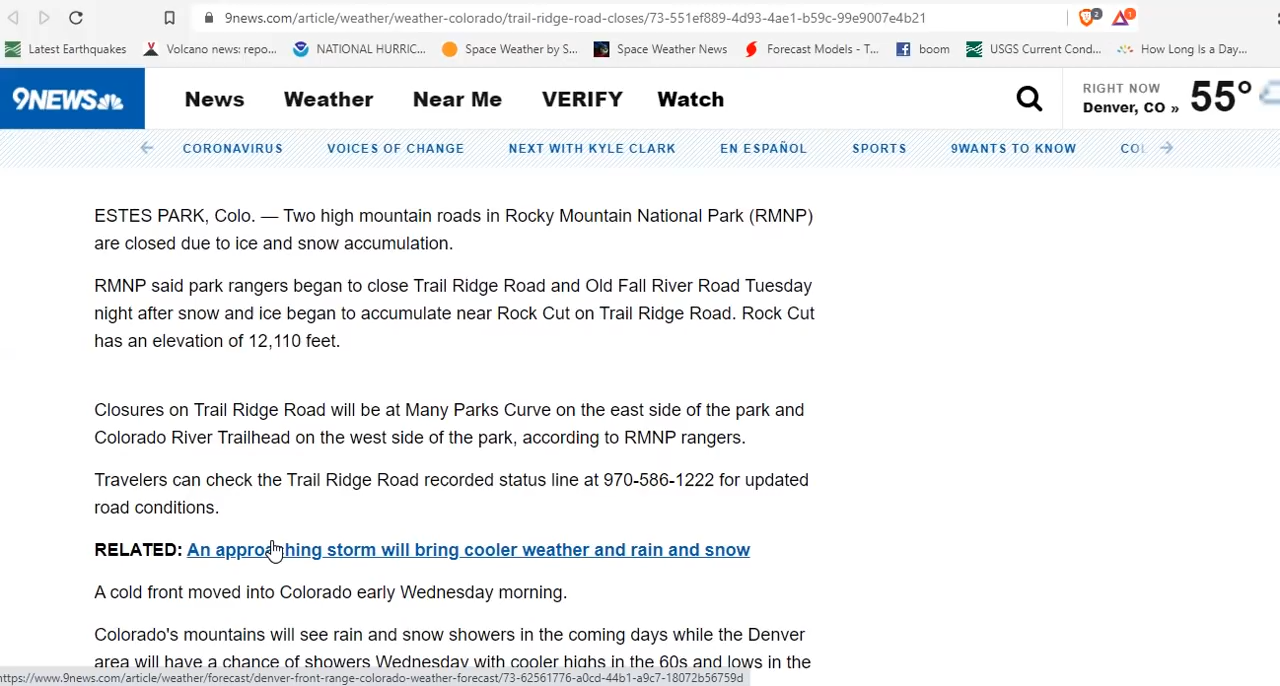 9news.com/article/weather/weather-colorado/trail-ridge-road-closes/73-551ef889-4d93-4ae1-b59c-99e9007e4b21
2
1
Latest Earthquakes
Volcano news: repo...
NATIONAL HURRIC...
Space Weather by S...
Space Weather News
Forecast Models - T...
boom
USGS Current Cond...
How Long Is a Day...
9NEWS
News
Weather
Near Me
VERIFY
Watch
RIGHT NOW
Denver, CO »
55°
CORONAVIRUS
VOICES OF CHANGE
NEXT WITH KYLE CLARK
EN ESPAÑOL
SPORTS
9WANTS TO KNOW
COL
ESTES PARK, Colo. — Two high mountain roads in Rocky Mountain National Park (RMNP)
are closed due to ice and snow accumulation.
RMNP said park rangers began to close Trail Ridge Road and Old Fall River Road Tuesday
night after snow and ice began to accumulate near Rock Cut on Trail Ridge Road. Rock Cut
has an elevation of 12,110 feet.
Closures on Trail Ridge Road will be at Many Parks Curve on the east side of the park and
Colorado River Trailhead on the west side of the park, according to RMNP rangers.
Travelers can check the Trail Ridge Road recorded status line at 970-586-1222 for updated
road conditions.
RELATED: An approaching storm will bring cooler weather and rain and snow
A cold front moved into Colorado early Wednesday morning.
Colorado's mountains will see rain and snow showers in the coming days while the Denver
area will have a chance of showers Wednesday with cooler highs in the 60s and lows in the
https://www.9news.com/article/weather/forecast/denver-front-range-colorado-weather-forecast/73-62561776-a0cd-44b1-a9c7-18072b56759d